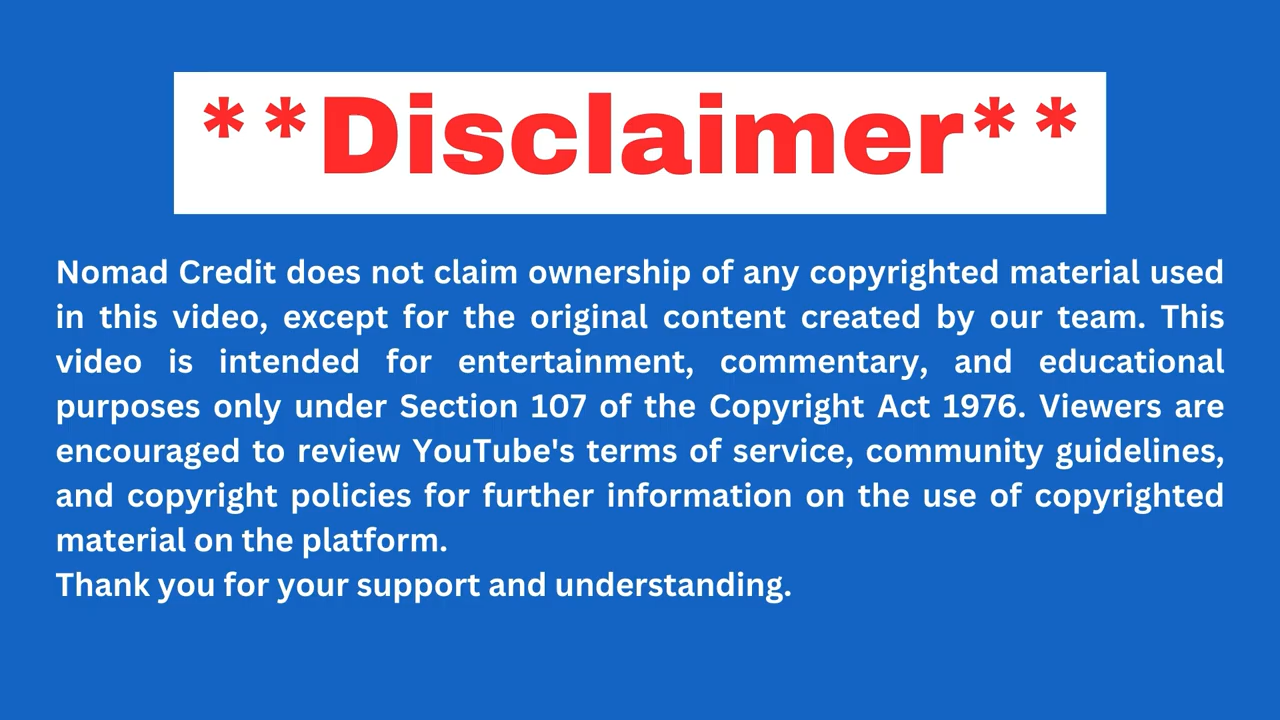 **Disclaimer**
Nomad Credit does not claim ownership of any copyrighted material used
in this video, except for the original content created by our team. This
video is intended for entertainment, commentary, and educational
purposes only under Section 107 of the Copyright Act 1976. Viewers are
encouraged to review YouTube's terms of service, community guidelines,
and copyright policies for further information on the use of copyrighted
material on the platform.
Thank you for your support and understanding.